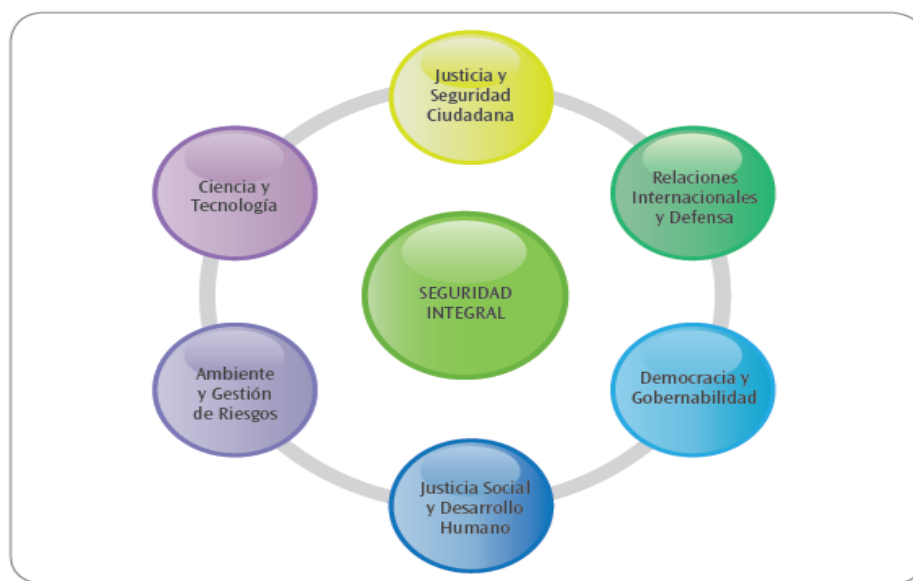 Justicia y
Seguridad
Ciudadana
Relaciones
Internacionales
y Defensa
Democracia y
Gobernabilidad
Justicia Social
y Desarrollo
Humano
Ambiente
y Gestión
de Riesgos
Ciencia y
Tecnología
SEGURIDAD
INTEGRAL